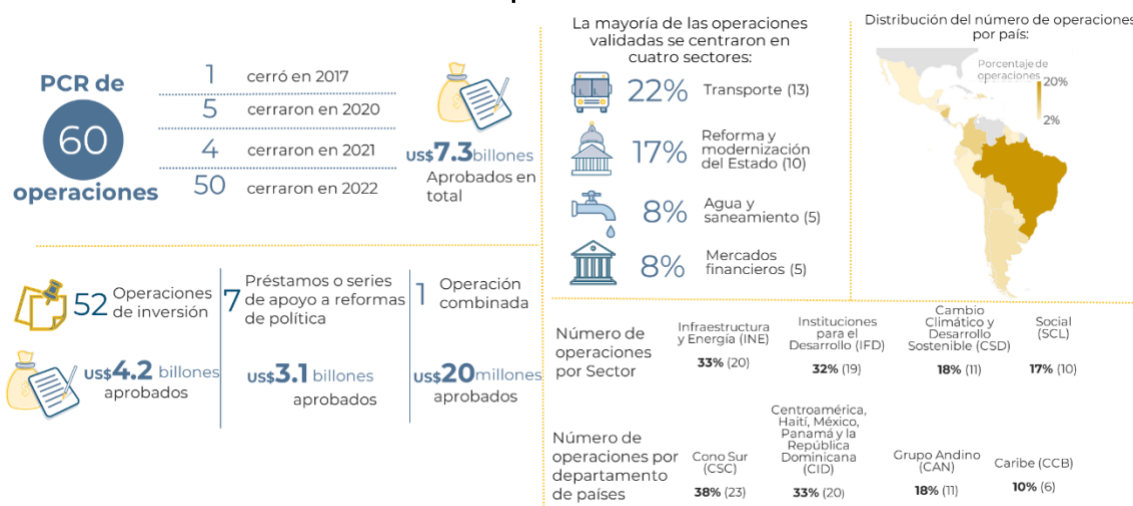 PCR de
60
operaciones
1 cerró en 2017
5 cerraron en 2020
4 cerraron en 2021
50 cerraron en 2022
US$7.3billones
Aprobados en
total
52 Operaciones
de inversión
US$4.2 billones
aprobados
7 Préstamos o series
de apoyo a reformas
de política
US$3.1 billones
aprobados
1 Operación
combinada
US$20millones
aprobados
La mayoría de las operaciones
validadas se centraron en
cuatro sectores:
22% Transporte (13)
17% Reforma y
modernización
del Estado (10)
8% Agua y
saneamiento (5)
8% Mercados
financieros (5)
Distribución del número de operaciones
por país:
Porcentaje de
operaciones
20%
2%
Número de
operaciones
por Sector
Infraestructura
y Energía (INE)
33% (20)
Instituciones
para el
Desarrollo (IFD)
32% (19)
Cambio
Climático y
Desarrollo
Sostenible (CSD)
18% (11)
Social
(SCL)
17% (10)
Número de
operaciones por
departamento
de países
Cono Sur
(CSC)
38% (23)
Centroamérica,
Haití, México,
Panamá y la
República
Dominicana
(CID)
33% (20)
Grupo Andino
(CAN)
18% (11)
Caribe (CCB)
10% (6)